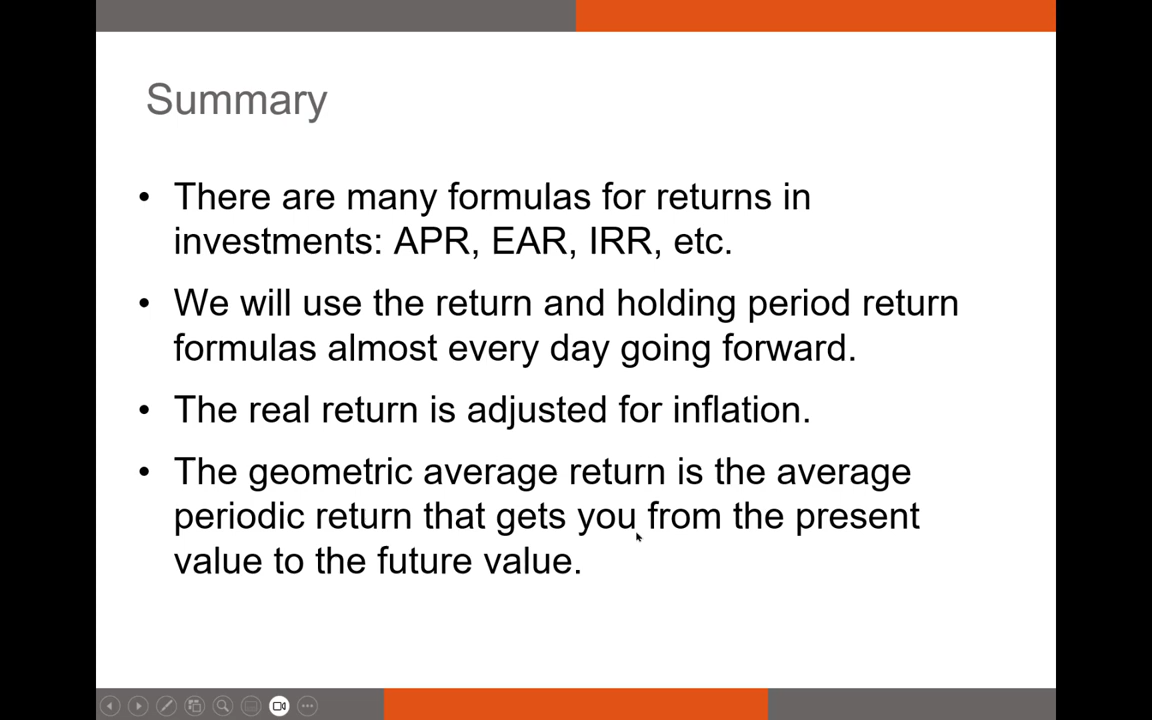 Summary
• There are many formulas for returns in
investments: APR, EAR, IRR, etc.
• We will use the return and holding period return
formulas almost every day going forward.
• The real return is adjusted for inflation.
• The geometric average return is the average
periodic return that gets you from the present
value to the future value.